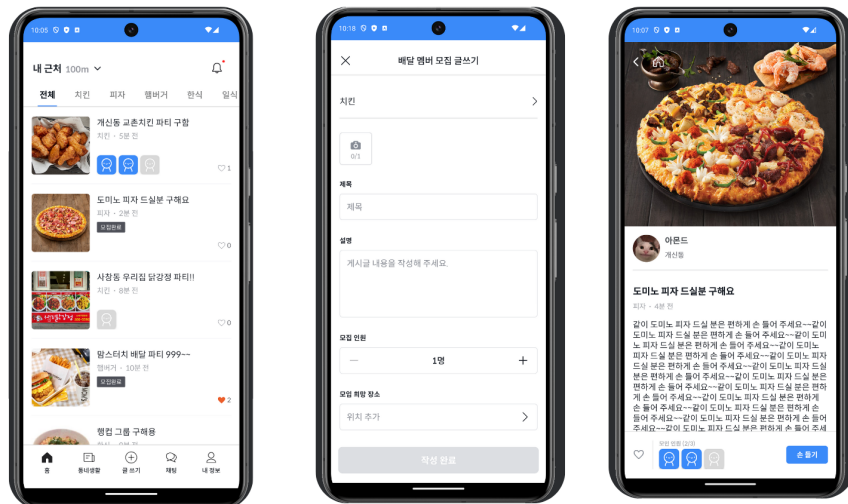 10:05
내 근처 100m
전체 치킨 피자 햄버거 한식 일식
개신동 교촌치킨 파티 구함
치킨 · 5분 전
1
도미노 피자 드실분 구해요
피자 · 2분 전
모집완료
0
사창동 우리집 닭강정 파티!!
치킨 · 8분 전
0
맘스터치 배달 파티 999~~
햄버거 · 10분 전
모집완료
2
행컵 그룹 구해용
홈 동네생활 글 쓰기 채팅 내 정보
10:18
배달 멤버 모집 글쓰기
치킨
0/1
제목
제목
설명
게시글 내용을 작성해 주세요.
모집 인원
1명
모임 희망 장소
위치 추가
작성 완료
10:07
아몬드
개신동
도미노 피자 드실분 구해요
피자 · 4분 전
같이 도미노 피자 드실 분은 편하게 손 들어 주세요~~같이
도미노 피자 드실 분은 편하게 손 들어 주세요~~같이 도미
노 피자 드실 분은 편하게 손 들어 주세요~~같이 도미노
피자 드실 분은 편하게 손 들어 주세요~~같이 도미노 피자
드실 분은 편하게 손 들어 주세요~~같이 도미노 피자 드실
분은 편하게 손 들어 주세요~~같이 도미노 피자 드실 분은
편하게 손 들어 주세요~~같이 도미노 피자 드실 분은 편하
게 손 들어 주세요~~같이 도미노 피자 드실 분은 편하게
손 들어 주세요~~같이 도미노 피자 드실 분은 편하게 손
들어 주세요~~같이 도미노 피자 드실 분은 편하게 손 들어
주세요~~같이 도미노 피자 드실 분은 편하게 손 들어 주세
모인 인원 (2/3)
손 들기